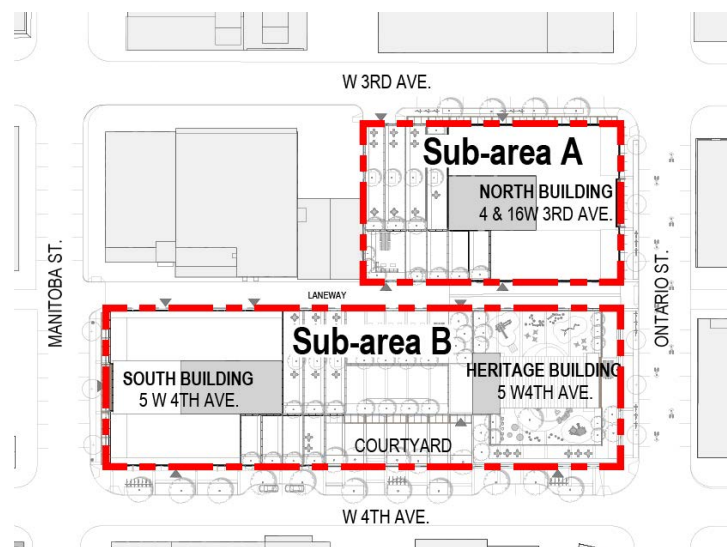 W 3RD AVE.
Sub-area A
NORTH BUILDING
4 & 16W 3RD AVE.
MANITOBA ST.
ONTARIO ST.
LANEWAY
Sub-area B
SOUTH BUILDING
5 W 4TH AVE.
HERITAGE BUILDING
5 W4TH AVE.
COURTYARD
W 4TH AVE.